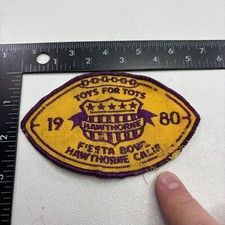 TOYS FOR TOTS
19 80
HAWTHORNE
FIESTA BOWL
HAWTHORNE CALIF